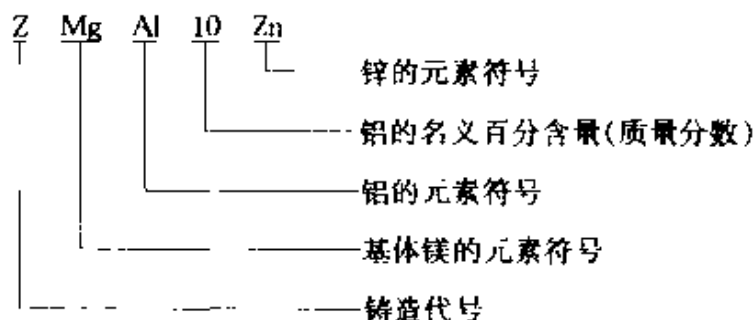 Z Mg Al 10 Zn
锌的元素符号
铝的名义百分含量(质量分数)
铝的元素符号
基体镁的元素符号
铸造代号